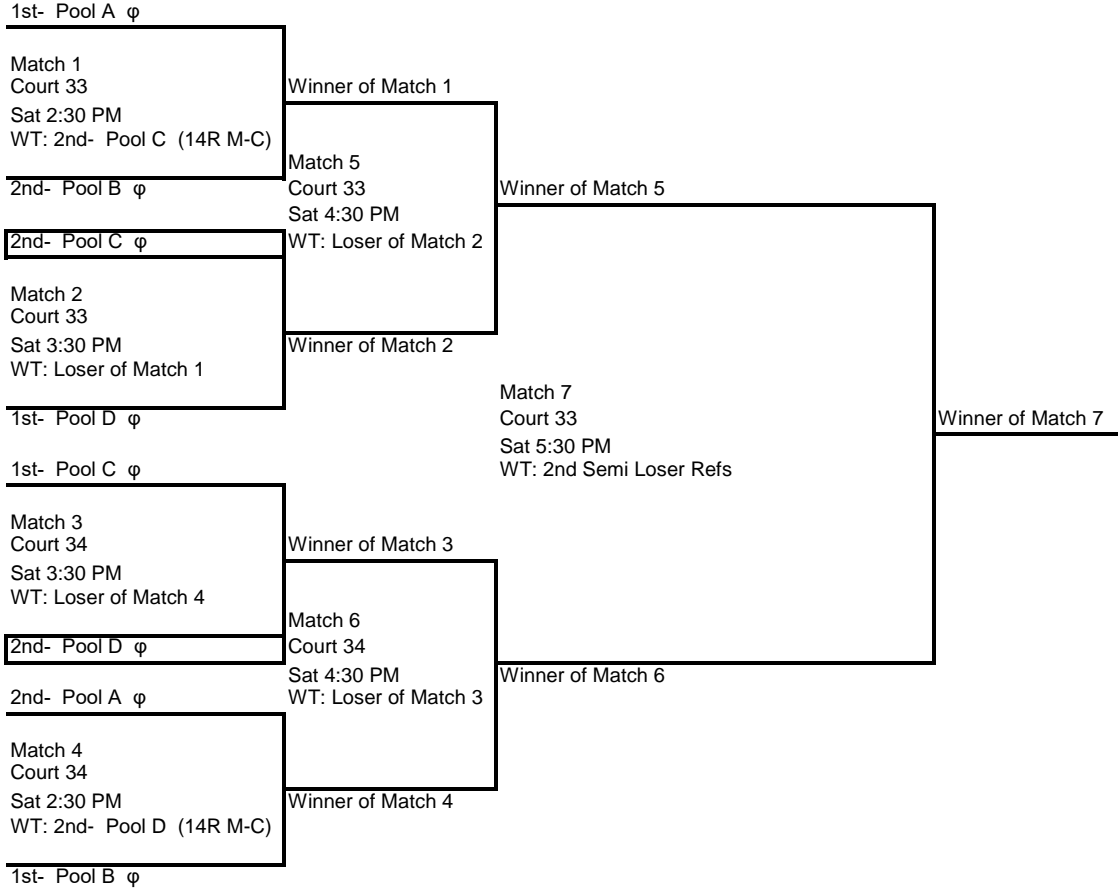 1st-  Pool A  φ
Match 1
Court 33
Sat 2:30 PM
WT: 2nd-  Pool C  (14R M-C)
2nd-  Pool B  φ
2nd-  Pool C  φ
Match 2
Court 33
Sat 3:30 PM
WT: Loser of Match 1
1st-  Pool D  φ
1st-  Pool C  φ
Match 3
Court 34
Sat 3:30 PM
WT: Loser of Match 4
2nd-  Pool D  φ
2nd-  Pool A  φ
Match 4
Court 34
Sat 2:30 PM
WT: 2nd-  Pool D  (14R M-C)
1st-  Pool B  φ
Winner of Match 1
Match 5
Court 33
Sat 4:30 PM
WT: Loser of Match 2
Winner of Match 2
Winner of Match 3
Match 6
Court 34
Sat 4:30 PM
WT: Loser of Match 3
Winner of Match 4
Winner of Match 5
Match 7
Court 33
Sat 5:30 PM
WT: 2nd Semi Loser Refs
Winner of Match 6
Winner of Match 7